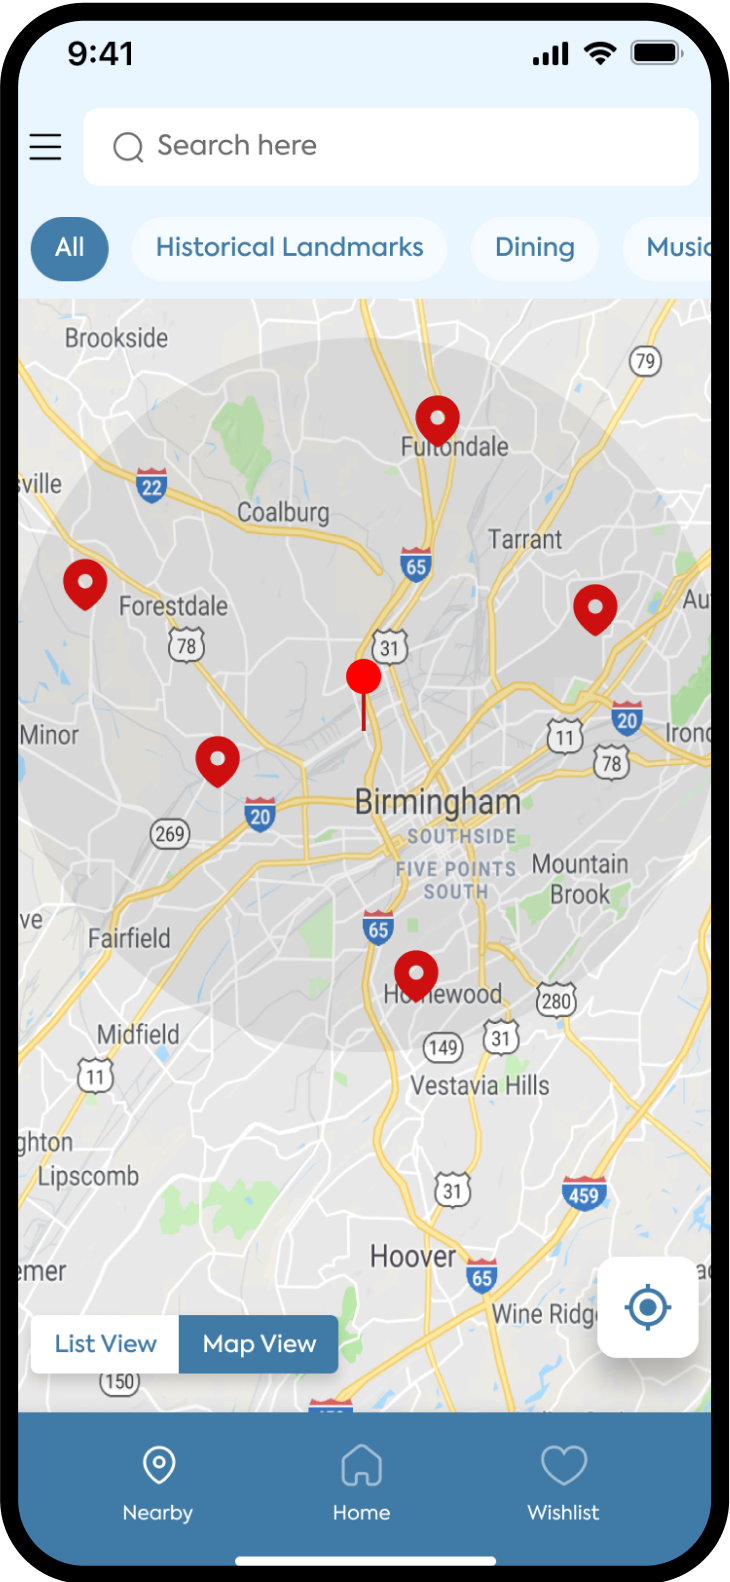 9:41
Search here
All
Historical Landmarks
Dining
Music
Brookside
79
Fultondale
sville
22
Coalburg
65
Tarrant
Forestdale
78
31
Au
Minor
11
20
Irond
78
Birmingham
20
269
SOUTHSIDE
FIVE POINTS
SOUTH
Mountain
Brook
ve
Fairfield
65
Homewood
280
Midfield
149
31
11
Vestavia Hills
ghton
Lipscomb
31
459
Hoover
emer
65
Wine Ridge
List View
Map View
150
Nearby
Home
Wishlist